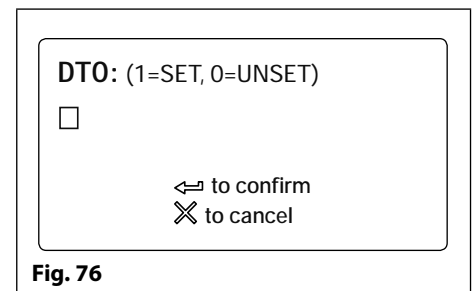 DTO: (1=SET, 0=UNSET)
to confirm
to cancel
Fig. 76